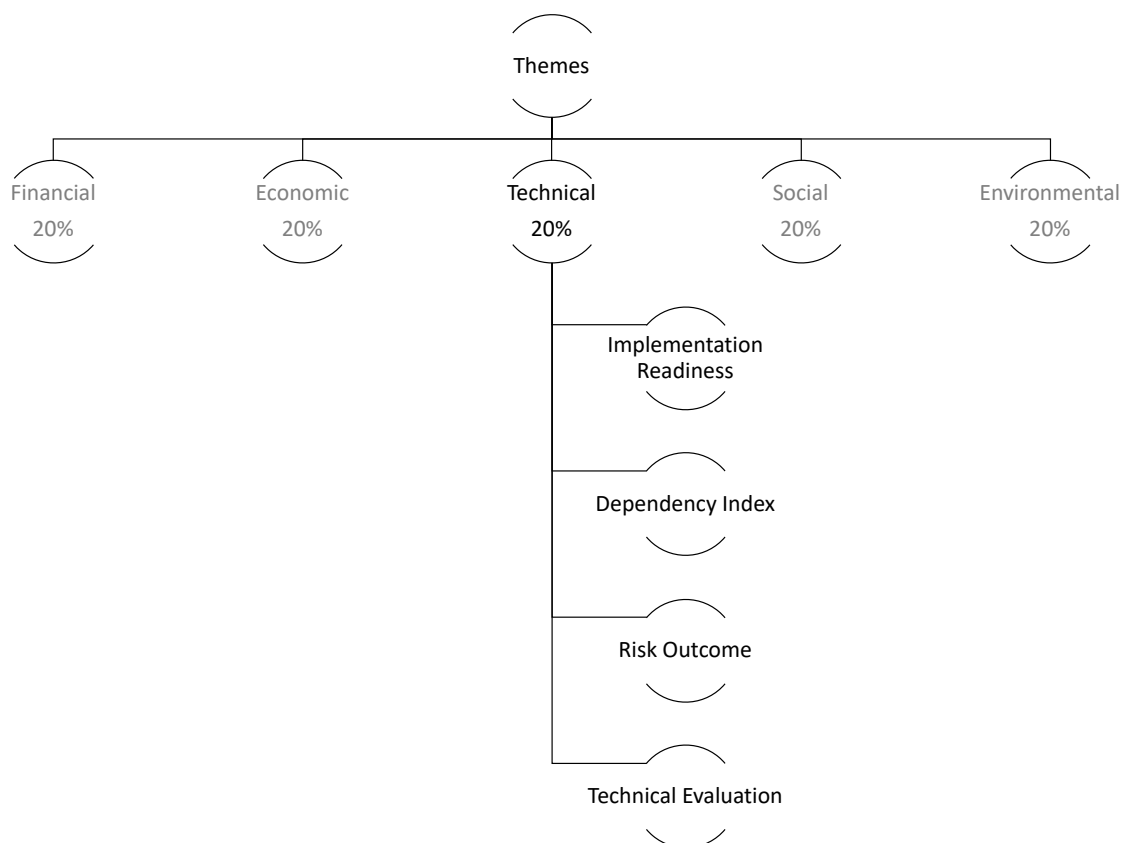 Themes
Financial
20%
Economic
20%
Technical
20%
Social
20%
Environmental
20%
Implementation
Readiness
Dependency Index
Risk Outcome
Technical Evaluation